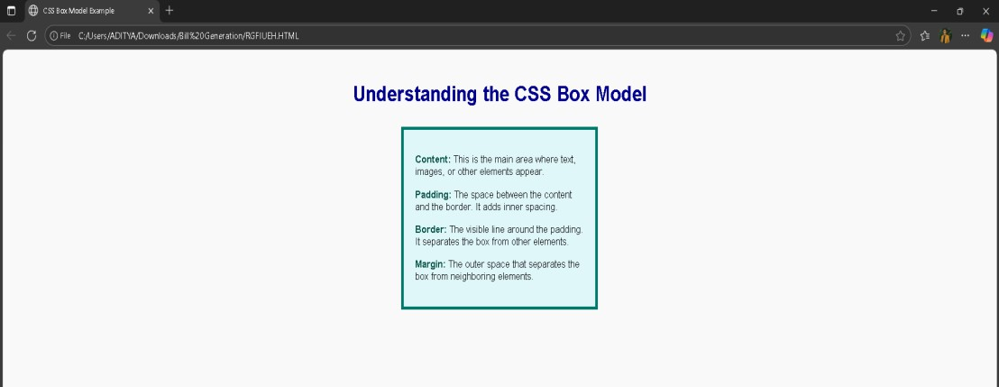 CSS Box Model Example
File C:/Users/ADITYA/Downloads/Bill%20Generation/RGFIUEH.HTML
Understanding the CSS Box Model
Content: This is the main area where text,
images, or other elements appear.
Padding: The space between the content
and the border. It adds inner spacing.
Border: The visible line around the padding.
It separates the box from other elements.
Margin: The outer space that separates the
box from neighboring elements.